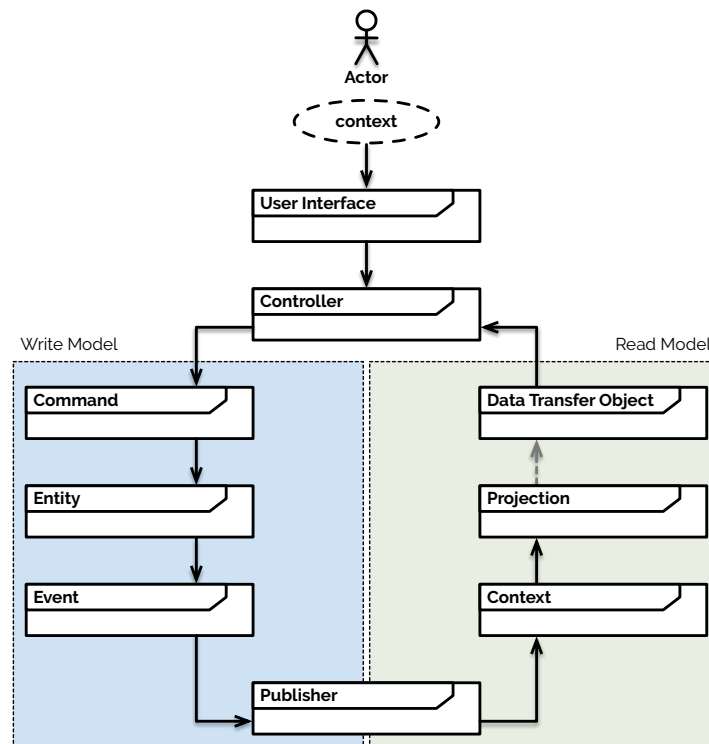 Actor
context
User Interface
Controller
Write Model
Read Model
Command
Data Transfer Object
Entity
Projection
Event
Context
Publisher